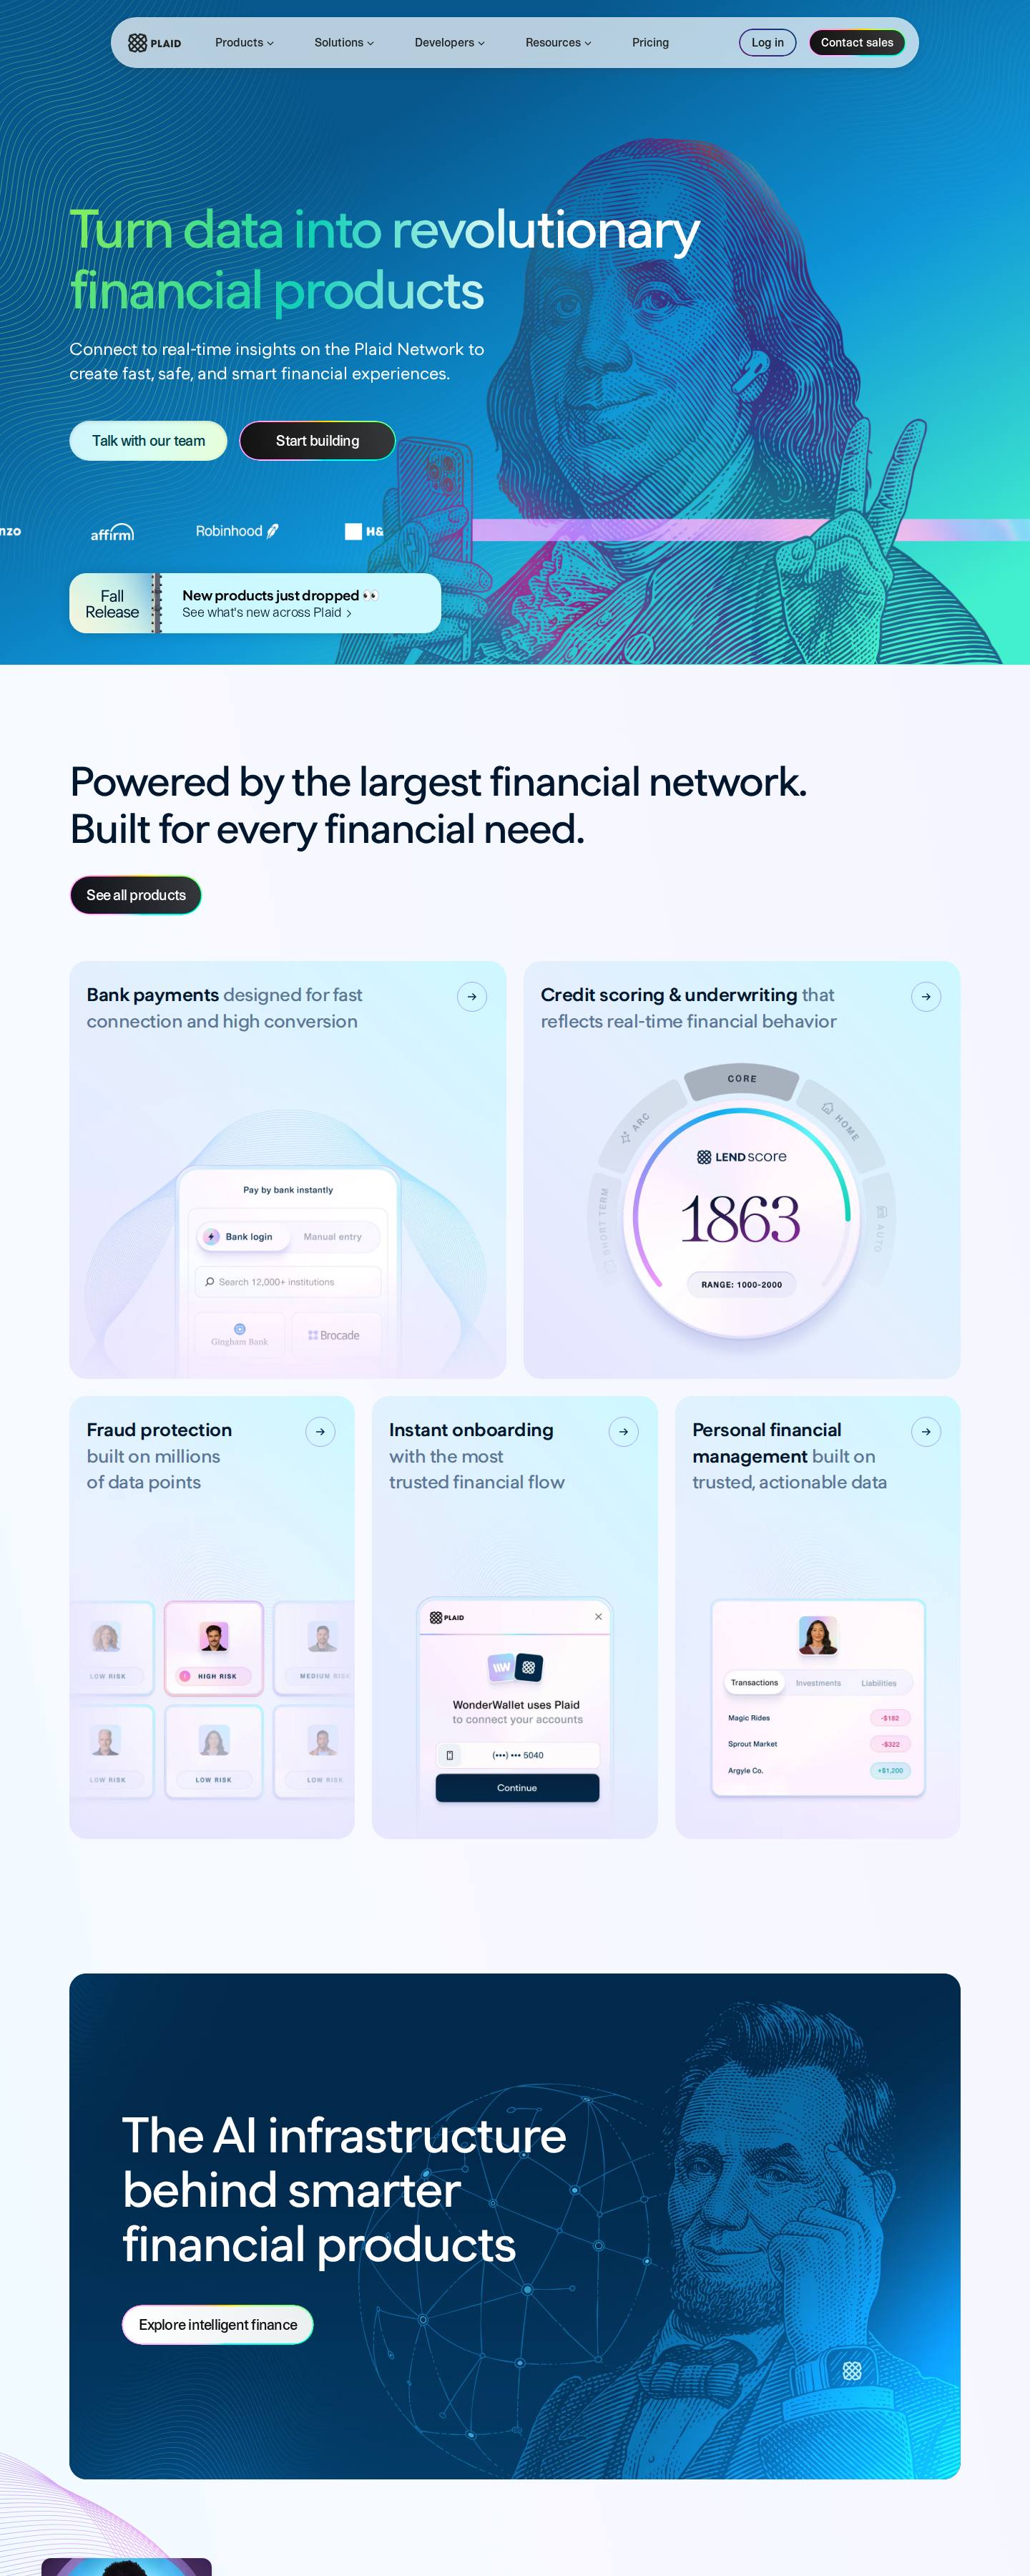 PLAID
Products
Solutions
Developers
Resources
Pricing
Log in
Contact sales
Turn data into revolutionary
financial products
Connect to real-time insights on the Plaid Network to
create fast, safe, and smart financial experiences.
Talk with our team
Start building
nzo
affirm
Robinhood
H&
Fall
Release
New products just dropped 👀
See what's new across Plaid
Powered by the largest financial network.
Built for every financial need.
See all products
Bank payments designed for fast
connection and high conversion
Pay by bank instantly
Bank login
Manual entry
Search 12,000+ institutions
Gingham Bank
Brocade
Credit scoring & underwriting that
reflects real-time financial behavior
SHORT TERM
ARC
CORE
HOME
AUTO
LENDscore
1863
RANGE: 1000-2000
Fraud protection
built on millions
of data points
LOW RISK
HIGH RISK
MEDIUM RISK
LOW RISK
LOW RISK
LOW RISK
Instant onboarding
with the most
trusted financial flow
PLAID
WonderWallet uses Plaid
to connect your accounts
(•••) ••• 5040
Continue
Personal financial
management built on
trusted, actionable data
Transactions
Investments
Liabilities
Magic Rides
-$182
Sprout Market
-$322
Argyle Co.
+$1,200
The AI infrastructure
behind smarter
financial products
Explore intelligent finance